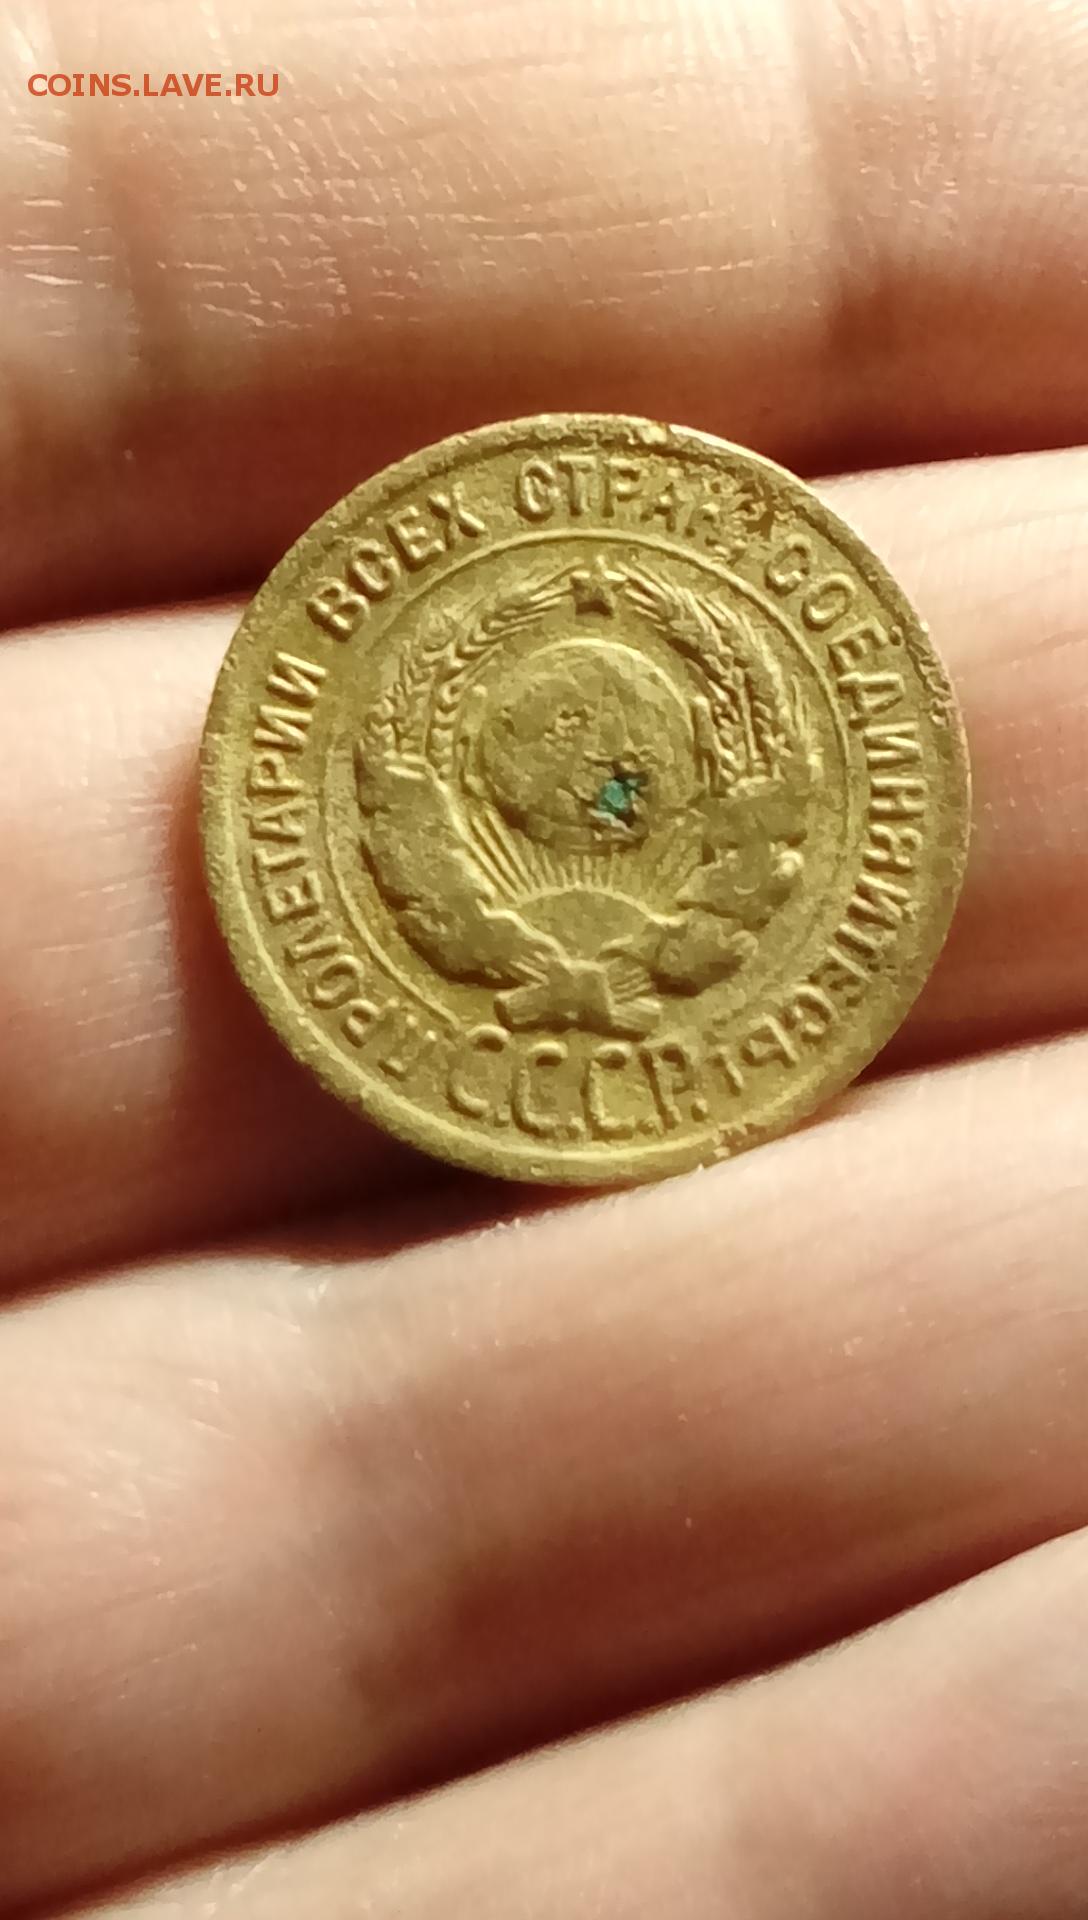 COINS.LAVE.RU
ПРОЛЕТАРИИ ВСЕХ СТРАН, СОЕДИНЯЙТЕСЬ!
С.С.С.Р.